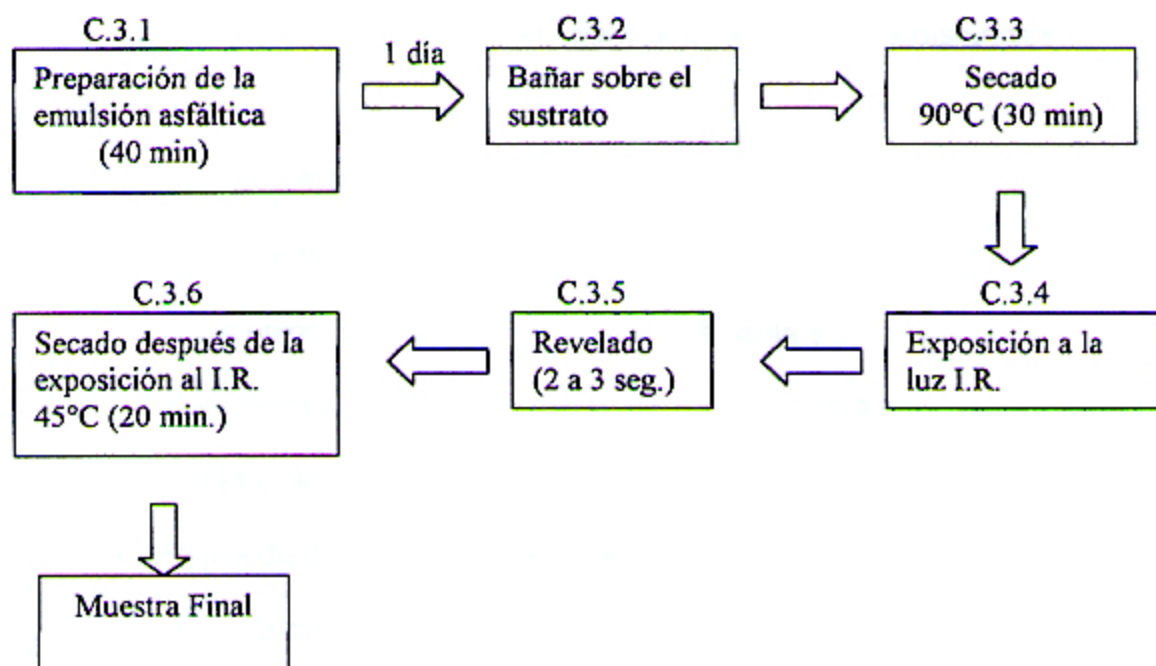 C.3.1
Preparación de la
emulsión asfáltica
(40 min)
1 día
C.3.2
Bañar sobre el
sustrato
C.3.3
Secado
90°C (30 min)
C.3.4
Exposición a la
luz I.R.
C.3.5
Revelado
(2 a 3 seg.)
C.3.6
Secado después de la
exposición al I.R.
45°C (20 min.)
Muestra Final